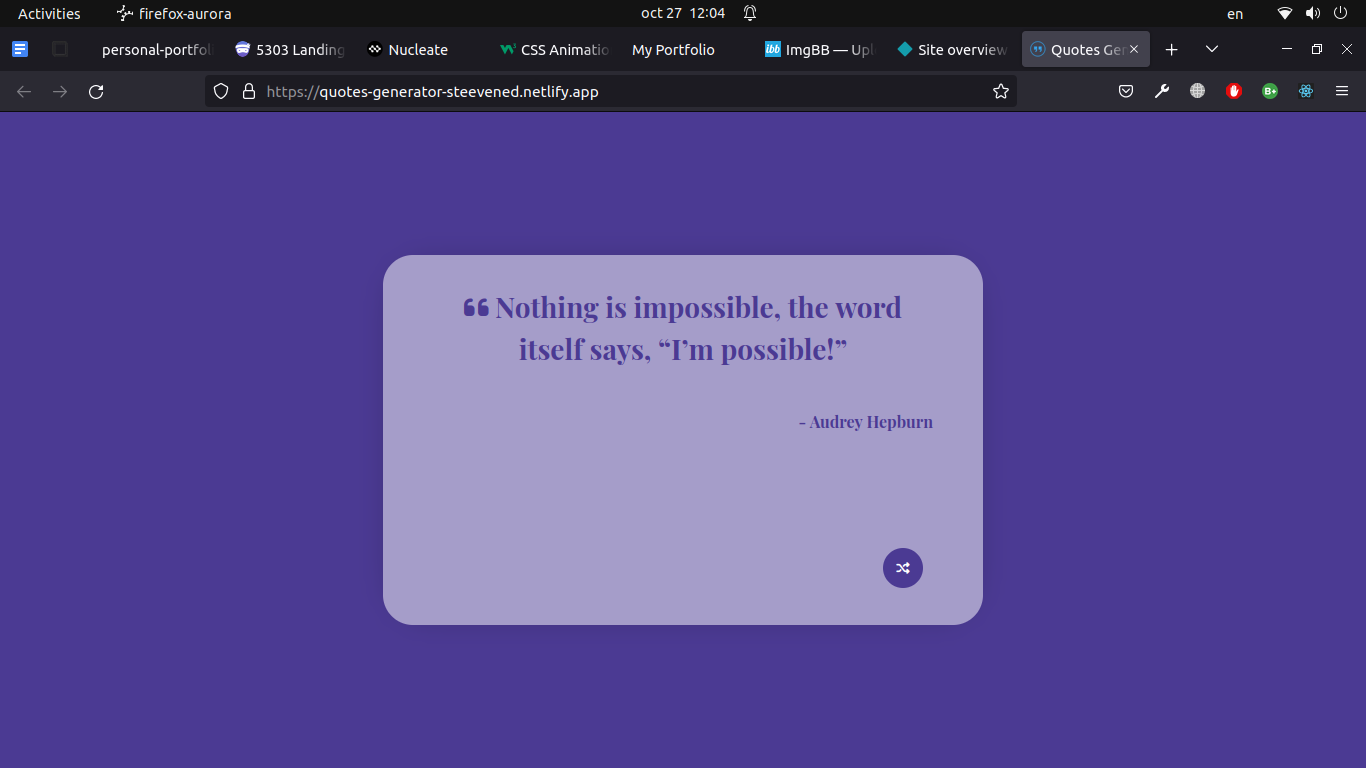 Activities
firefox-aurora
oct 27 12:04
en
personal-portfol
5303 Landing
Nucleate
CSS Animatio
My Portfolio
ibb
ImgBB — Upl
Site overview
Quotes Ger
https://quotes-generator-steevened.netlify.app
B+
❝ Nothing is impossible, the word
itself says, “I’m possible!”
- Audrey Hepburn